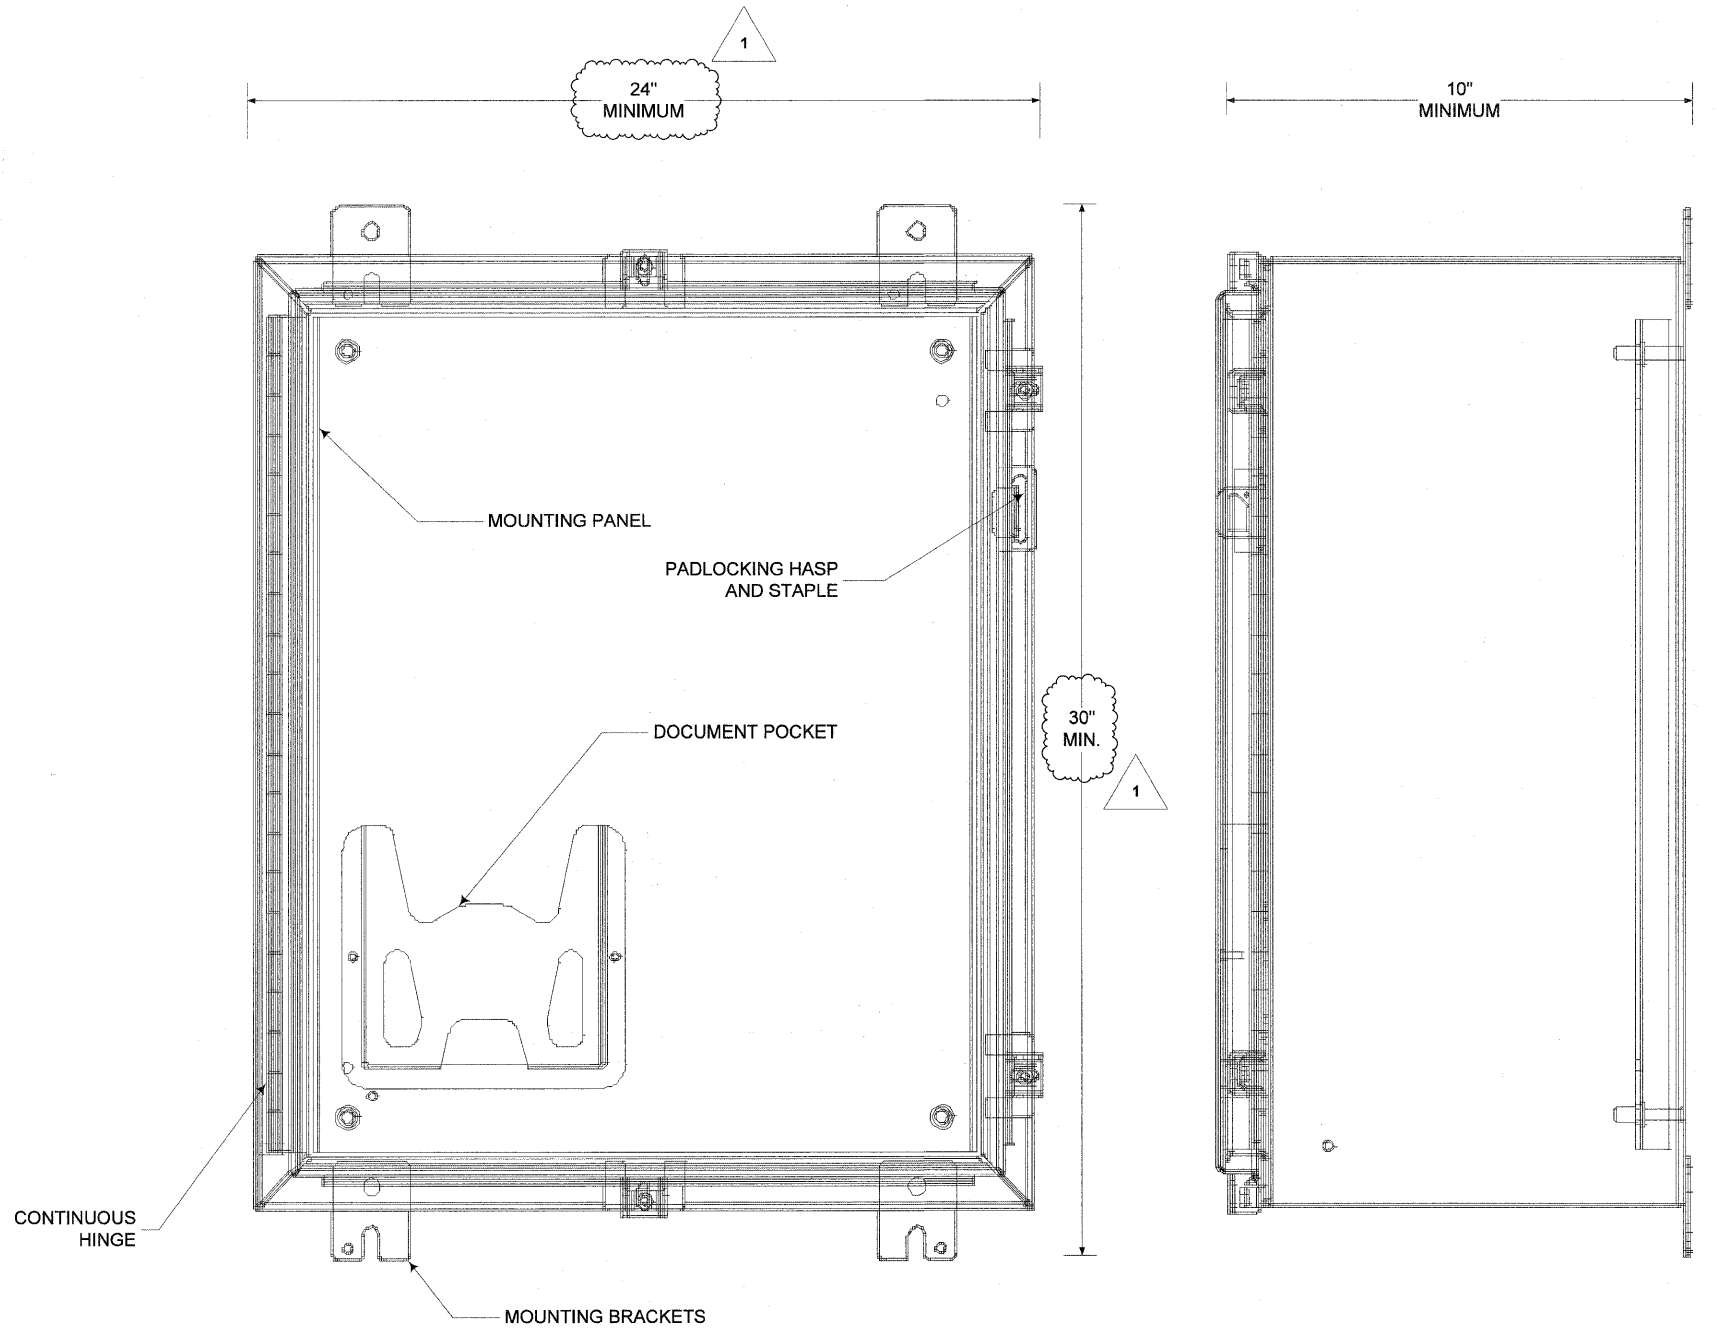 1
24"
MINIMUM
10"
MINIMUM
MOUNTING PANEL
PADLOCKING HASP
AND STAPLE
30"
MIN.
1
DOCUMENT POCKET
CONTINUOUS
HINGE
MOUNTING BRACKETS